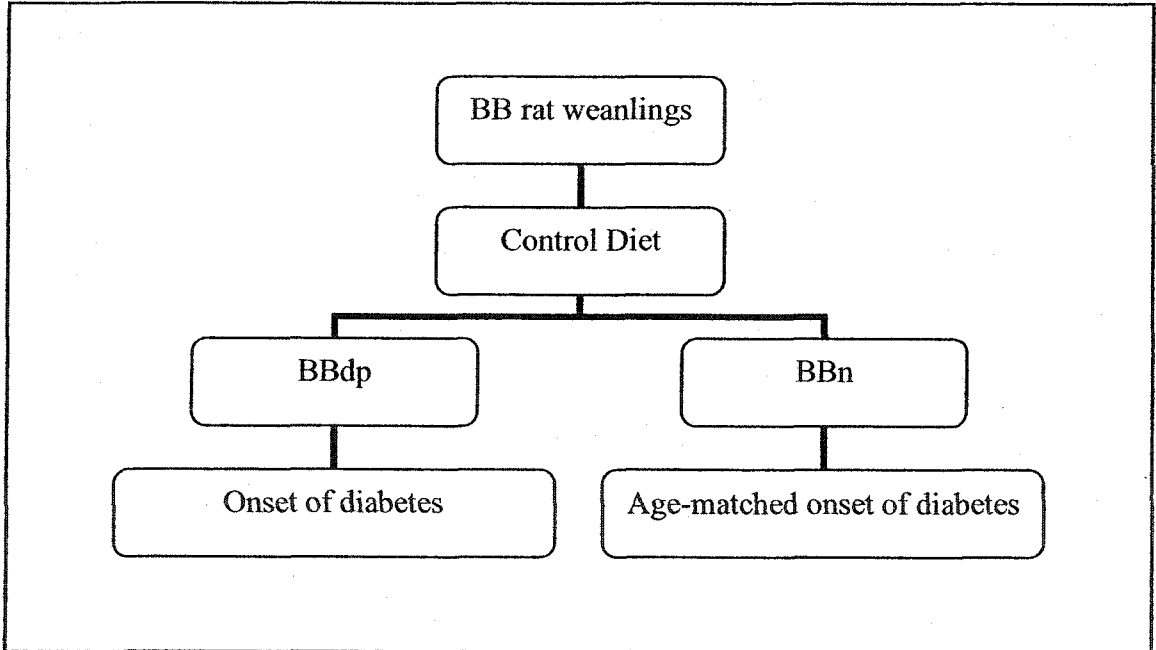 BB rat weanlings
Control Diet
BBdp
BBn
Onset of diabetes
Age-matched onset of diabetes